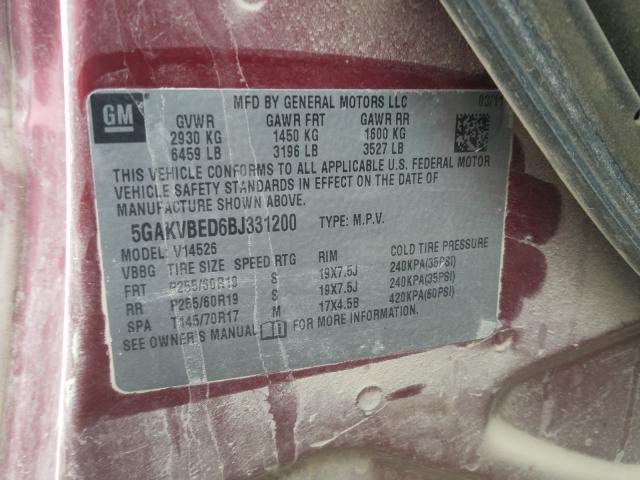 GM
MFD BY GENERAL MOTORS LLC 03/11
GVWR GAWR FRT GAWR RR
2930 KG 1450 KG 1600 KG
6459 LB 3196 LB 3527 LB
THIS VEHICLE CONFORMS TO ALL APPLICABLE U.S. FEDERAL MOTOR
VEHICLE SAFETY STANDARDS IN EFFECT ON THE DATE OF
MANUFACTURE SHOWN ABOVE.
5GAKVBED6BJ331200 TYPE: M.P.V.
MODEL: V14526
VBBG TIRE SIZE SPEED RTG RIM COLD TIRE PRESSURE
FRT P255/60R19 S 19X7.5J 240KPA(35PSI)
RR P255/60R19 S 19X7.5J 240KPA(35PSI)
SPA T145/70R17 M 17X4.5B 420KPA(60PSI)
SEE OWNER'S MANUAL FOR MORE INFORMATION.